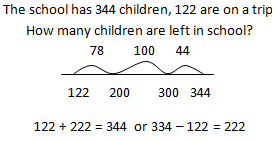 The school has 344 children, 122 are on a trip
How many children are left in school?
78 100 44
122 200 300 344
122 + 222 = 344 or 334 – 122 = 222